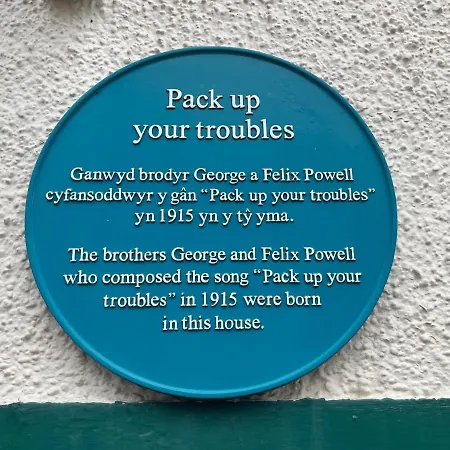 Pack up
your troubles
Ganwyd brodyr George a Felix Powell
cyfansoddwyr y gân “Pack up your troubles”
yn 1915 yn y tŷ yma.
The brothers George and Felix Powell
who composed the song “Pack up your
troubles” in 1915 were born
in this house.